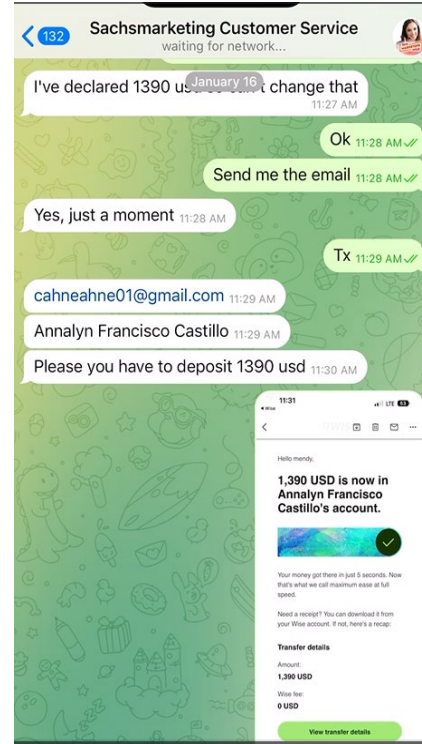 132
Sachsmarketing Customer Service
waiting for network...
January 16
I've declared 1390 t change that
11:27 AM
Ok 11:28 AM
Send me the email 11:28 AM
Yes, just a moment 11:28 AM
Tx 11:29 AM
cahneahne01@gmail.com 11:29 AM
Annalyn Francisco Castillo 11:29 AM
Please you have to deposit 1390 usd 11:30 AM
11:31
LTE
Wise
Hello mendy,
1,390 USD is now in
Annalyn Francisco
Castillo's account.
Your money got there in just 5 seconds. Now
that's what we call maximum ease at full
speed.
Need a receipt? You can download it from
your Wise account. If not, here's a recap:
Transfer details
Amount:
1,390 USD
Wise fee:
0 USD
View transfer details